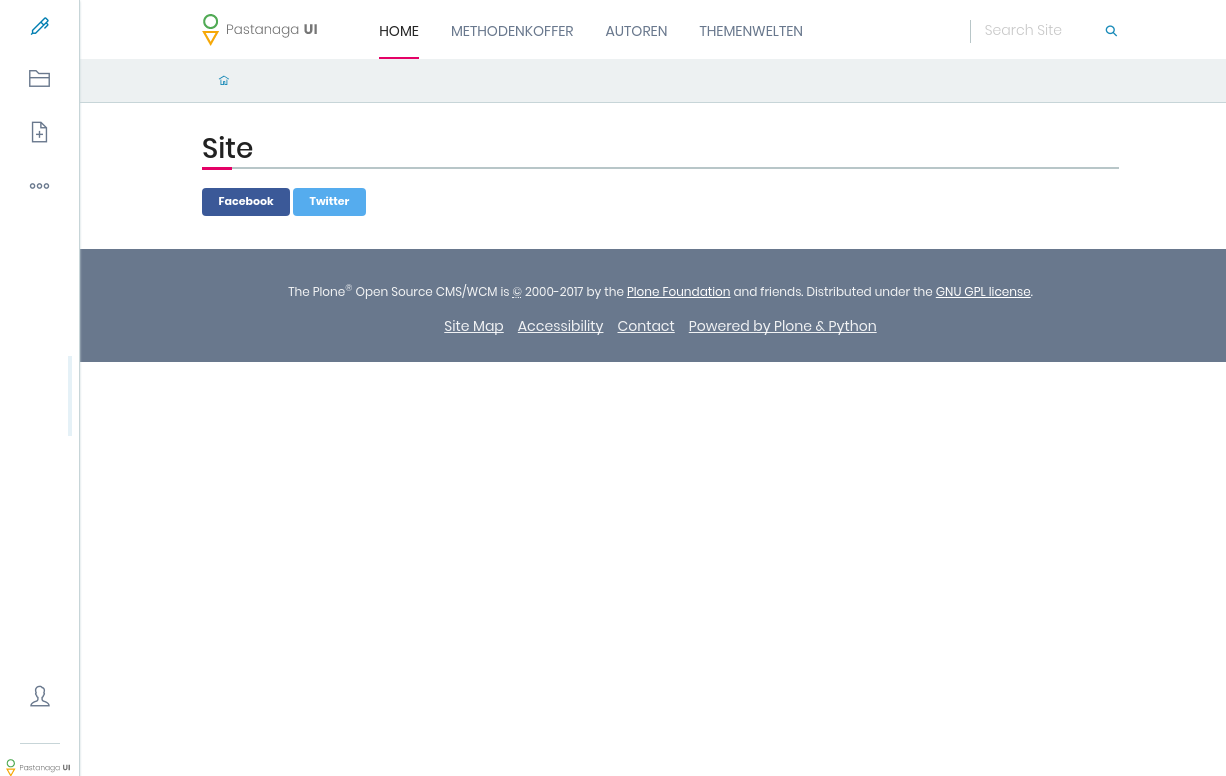 Pastanaga UI
HOME METHODENKOFFER AUTOREN THEMENWELTEN
Search Site
Site
Facebook Twitter
The Plone® Open Source CMS/WCM is © 2000-2017 by the Plone Foundation and friends. Distributed under the GNU GPL license.
Site Map Accessibility Contact Powered by Plone & Python
Pastanaga UI